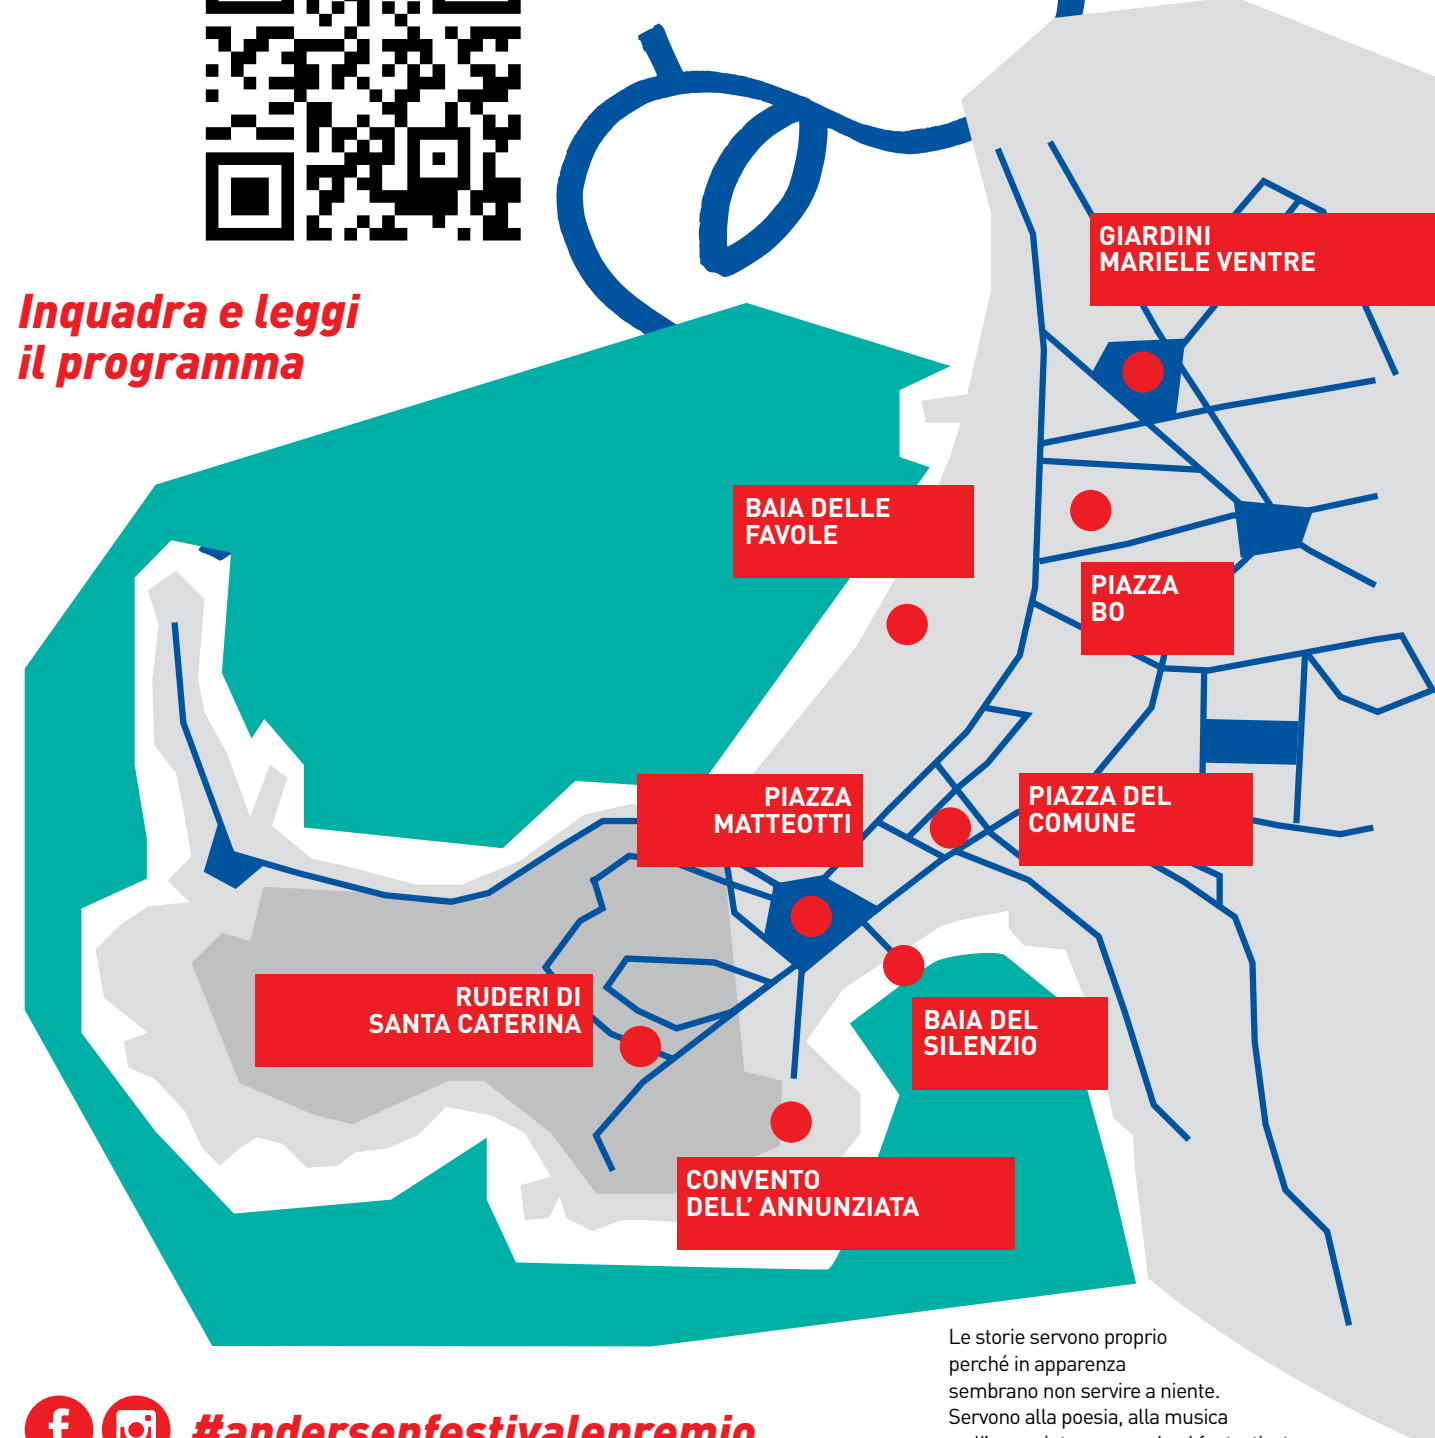 Inquadra e leggi
il programma
GIARDINI
MARIELE VENTRE
BAIA DELLE
FAVOLE
PIAZZA
BO
PIAZZA
MATTEOTTI
PIAZZA DEL
COMUNE
RUDERI DI
SANTA CATERINA
BAIA DEL
SILENZIO
CONVENTO
DELL’ ANNUNZIATA
Le storie servono proprio
perché in apparenza
sembrano non servire a niente.
Servono alla poesia, alla musica
#andersenfestivalepremio